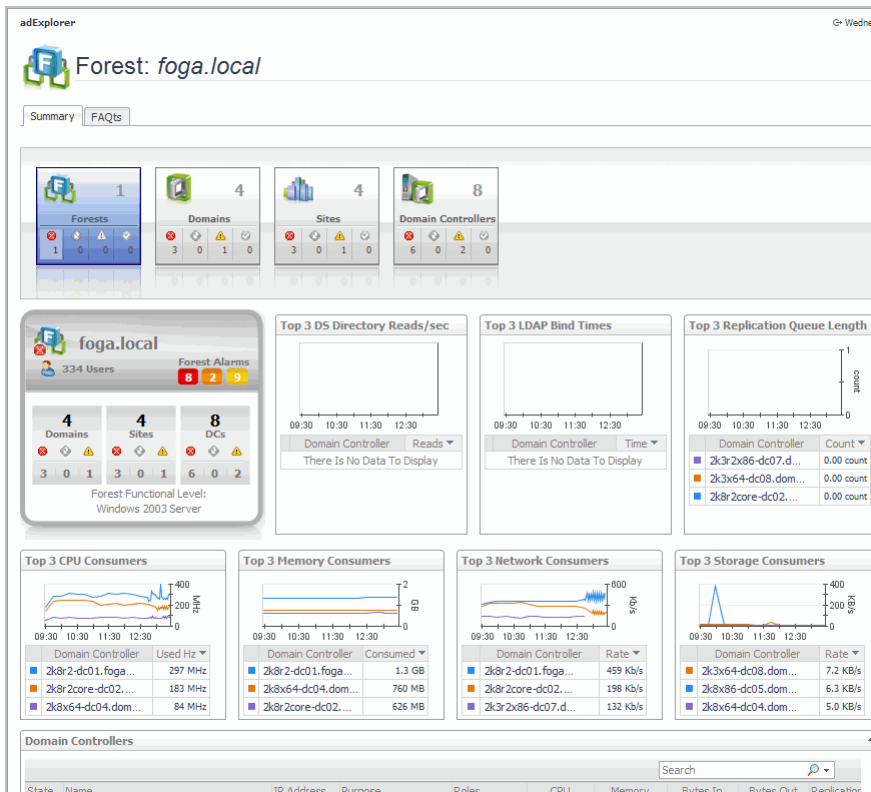 adExplorer
Wedne
Forest: foga.local
Summary FAQts
1 4 4 8
Forests Domains Sites Domain Controllers
1 0 0 0 3 0 1 0 3 0 1 0 6 0 2 0
foga.local
334 Users
Forest Alarms
8 2 9
4 4 8
Domains Sites DCs
3 0 1 3 0 1 6 0 2
Forest Functional Level:
Windows 2003 Server
Top 3 DS Directory Reads/sec
09:30 10:30 11:30 12:30
Domain Controller Reads
There Is No Data To Display
Top 3 LDAP Bind Times
09:30 10:30 11:30 12:30
Domain Controller Time
There Is No Data To Display
Top 3 Replication Queue Length
1
count
0
09:30 10:30 11:30 12:30
Domain Controller Count
2k3r2x86-dc07.d... 0.00 count
2k3x64-dc08.dom... 0.00 count
2k8r2core-dc02.... 0.00 count
Top 3 CPU Consumers
400
200
0
MHz
09:30 10:30 11:30 12:30
Domain Controller Used Hz
2k8r2-dc01.foga... 297 MHz
2k8r2core-dc02.... 183 MHz
2k8x64-dc04.dom... 84 MHz
Top 3 Memory Consumers
2
0
GB
09:30 10:30 11:30 12:30
Domain Controller Consumed
2k8r2-dc01.foga... 1.3 GB
2k8x64-dc04.dom... 760 MB
2k8r2core-dc02.... 626 MB
Top 3 Network Consumers
600
0
Kb/s
09:30 10:30 11:30 12:30
Domain Controller Rate
2k8r2-dc01.foga... 459 Kb/s
2k8r2core-dc02.... 198 Kb/s
2k3r2x86-dc07.d... 132 Kb/s
Top 3 Storage Consumers
400
200
0
KB/s
09:30 10:30 11:30 12:30
Domain Controller Rate
2k3x64-dc08.dom... 7.2 KB/s
2k8x86-dc05.dom... 6.3 KB/s
2k8x64-dc04.dom... 5.0 KB/s
Domain Controllers
Search
State Name IP Address Purpose Roles CPU Memory Bytes In Bytes Out Replication